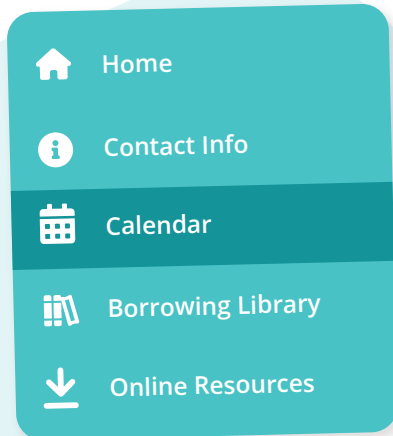 Home
Contact Info
Calendar
Borrowing Library
Online Resources